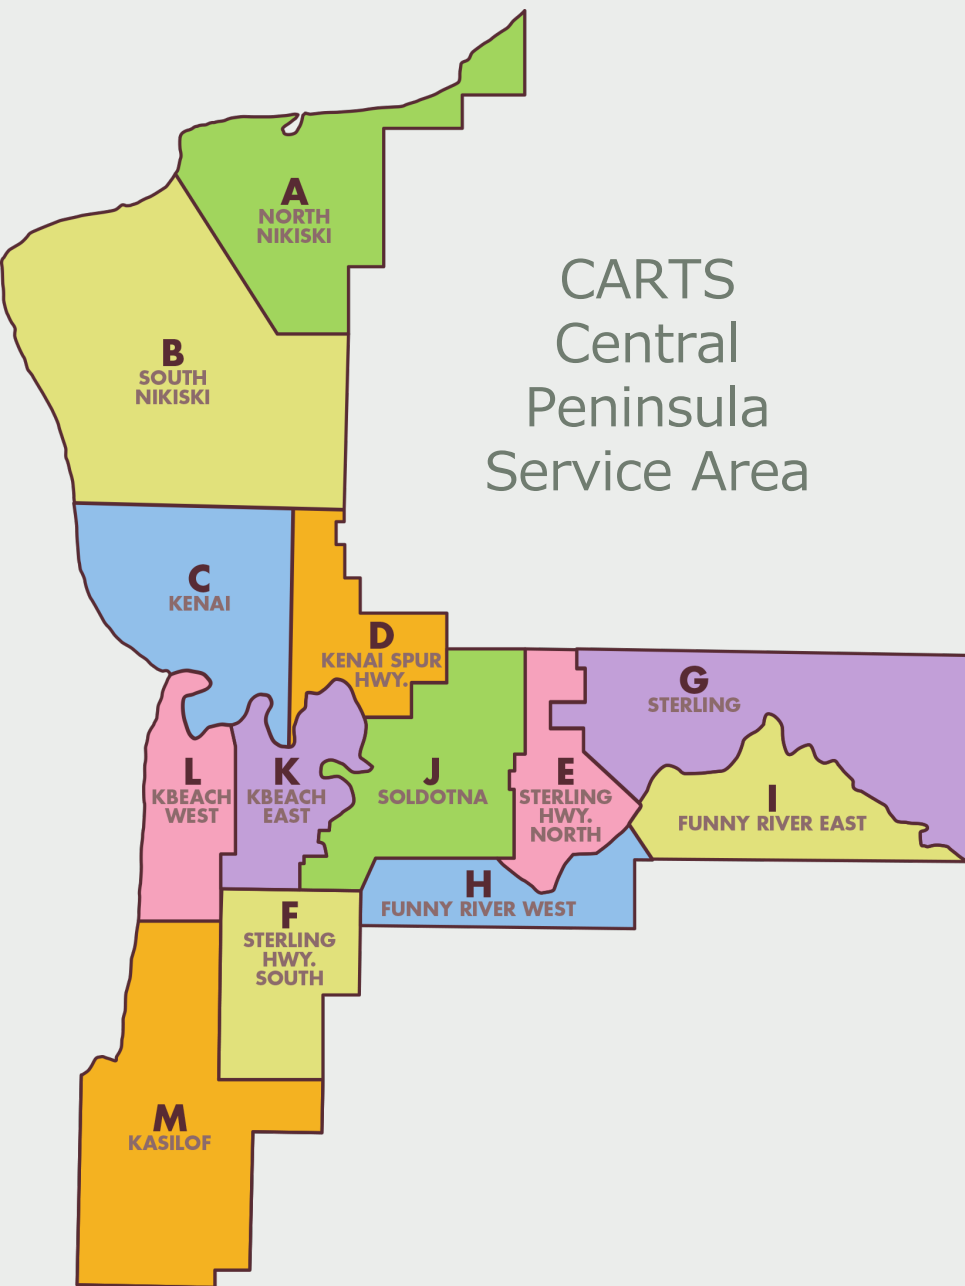 A
NORTH
NIKISKI
CARTS
Central
Peninsula
Service Area
B
SOUTH
NIKISKI
C
KENAI
D
KENAI SPUR
HWY.
G
STERLING
L
KBEACH
WEST
K
KBEACH
EAST
J
SOLDOTNA
E
STERLING
HWY.
NORTH
I
FUNNY RIVER EAST
H
FUNNY RIVER WEST
F
STERLING
HWY.
SOUTH
M
KASILOF